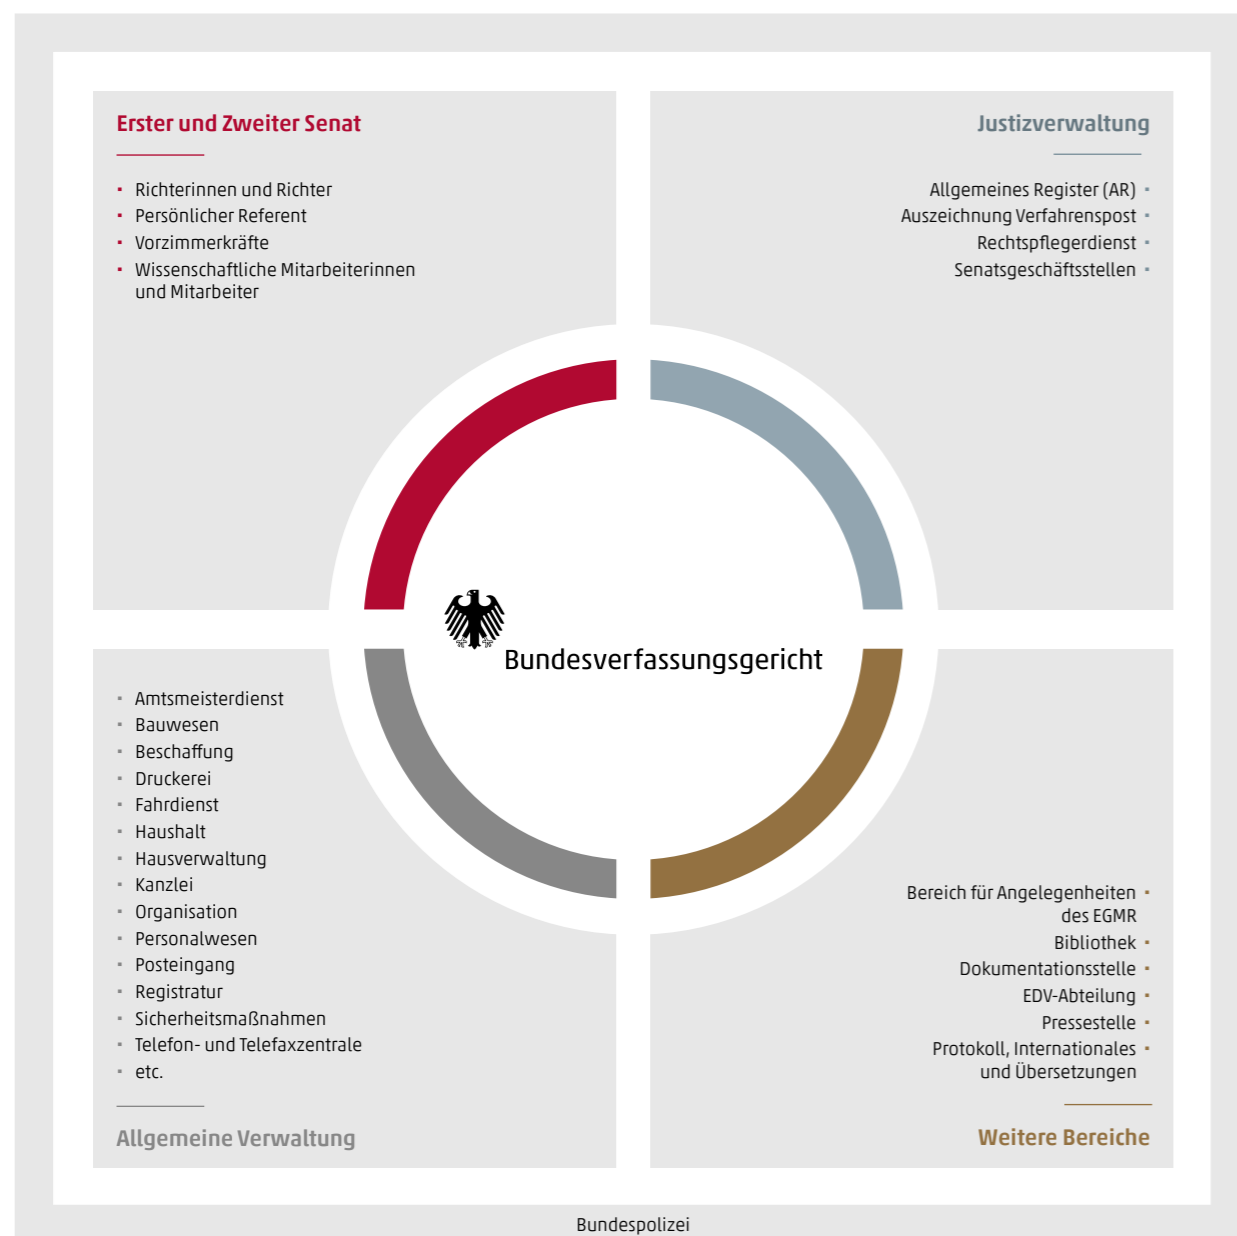 Erster und Zweiter Senat
Richterinnen und Richter
Persönlicher Referent
Vorzimmerkräfte
Wissenschaftliche Mitarbeiterinnen
und Mitarbeiter
Justizverwaltung
Allgemeines Register (AR)
Auszeichnung Verfahrenspost
Rechtspflegerdienst
Senatsgeschäftsstellen
Bundesverfassungsgericht
Amtsmeisterdienst
Bauwesen
Beschaffung
Druckerei
Fahrdienst
Haushalt
Hausverwaltung
Kanzlei
Organisation
Personalwesen
Posteingang
Registratur
Sicherheitsmaßnahmen
Telefon- und Telefaxzentrale
etc.
Allgemeine Verwaltung
Bereich für Angelegenheiten
des EGMR
Bibliothek
Dokumentationsstelle
EDV-Abteilung
Pressestelle
Protokoll, Internationales
und Übersetzungen
Weitere Bereiche
Bundespolizei